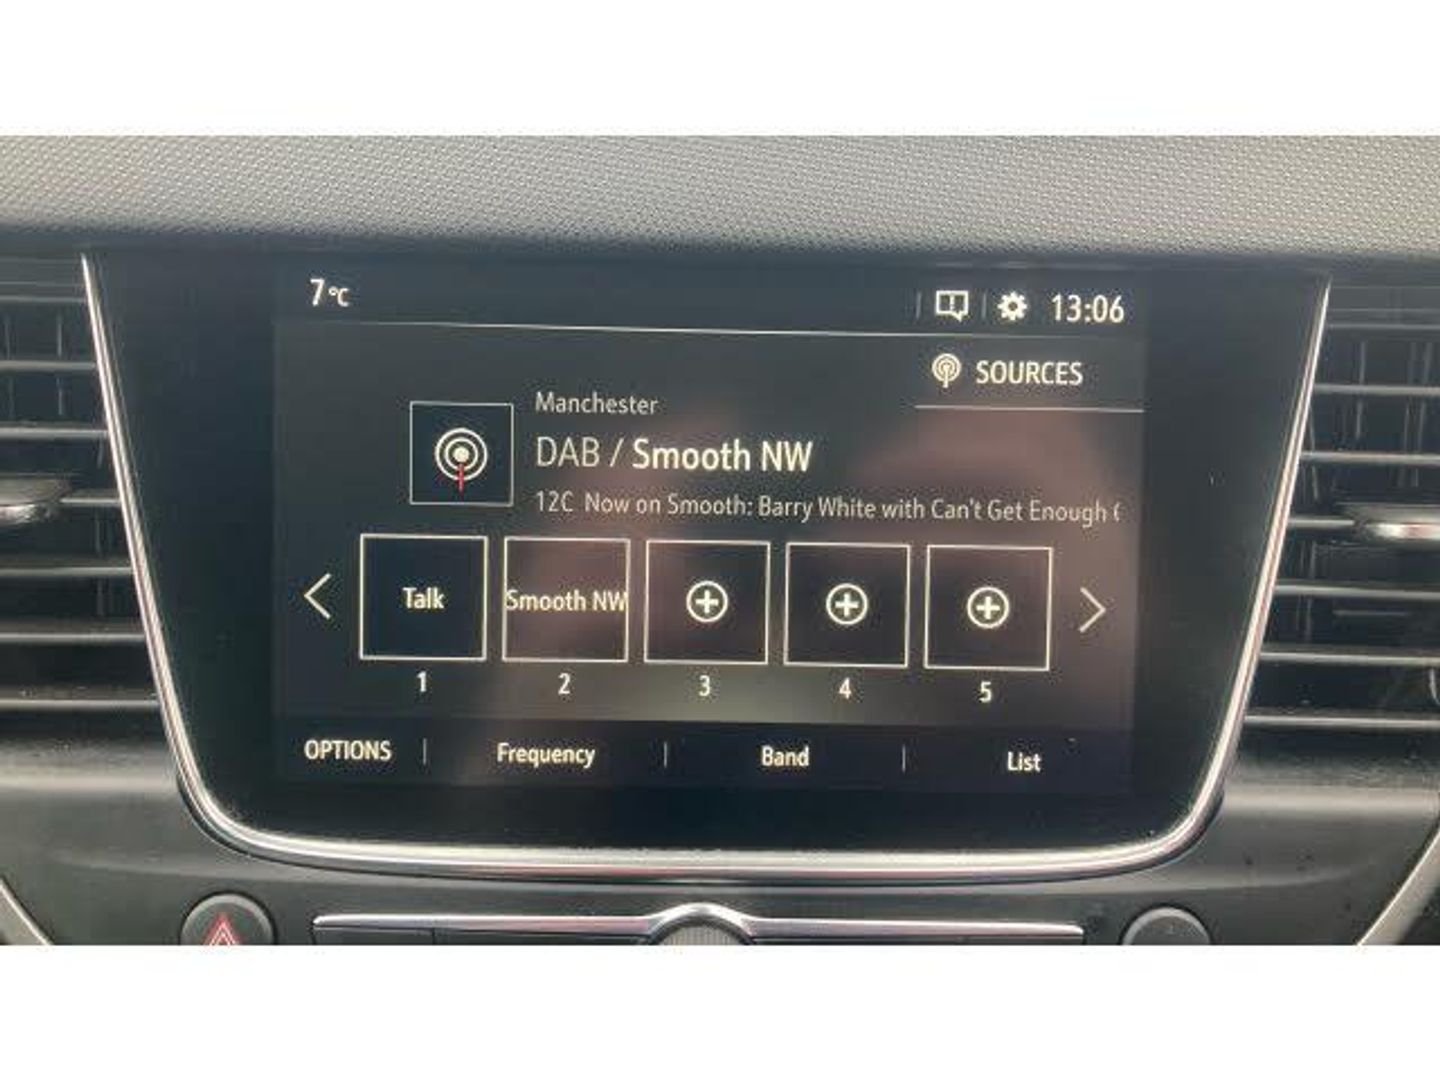 7°C 13:06
SOURCES
Manchester
DAB / Smooth NW
12C Now on Smooth: Barry White with Can't Get Enough
Talk Smooth NW
1 2 3 4 5
OPTIONS Frequency Band List